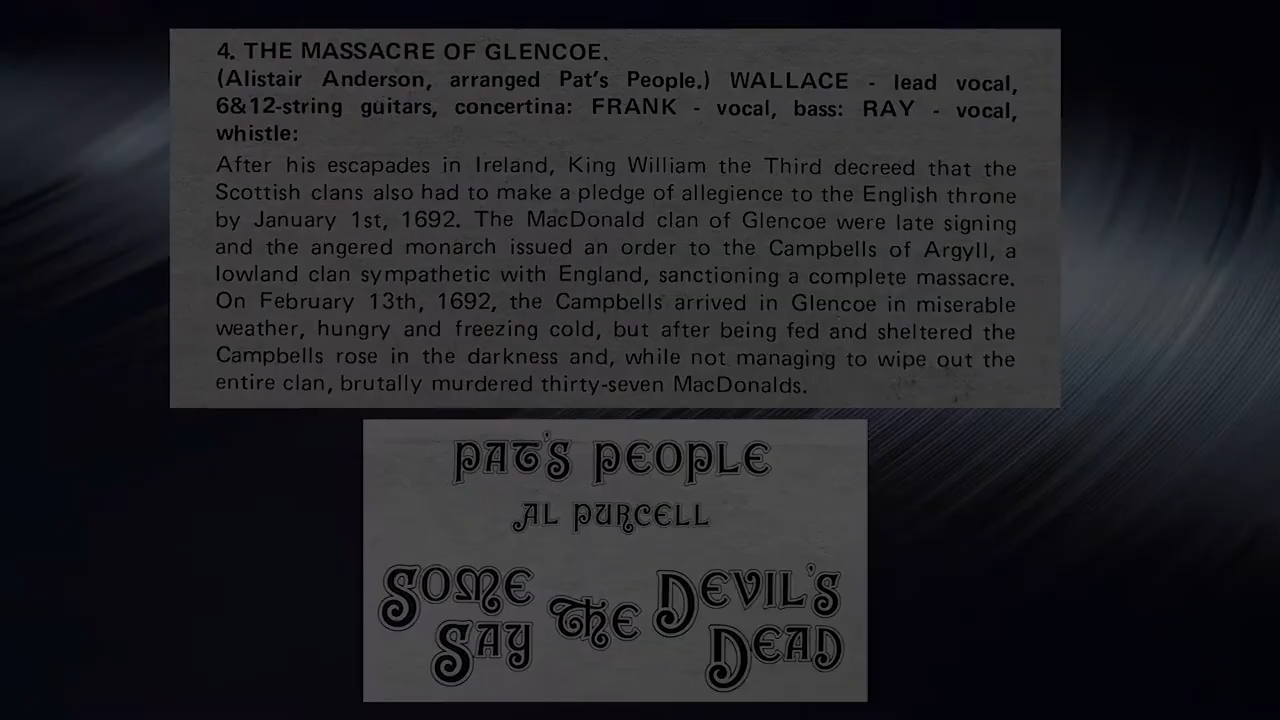 4. THE MASSACRE OF GLENCOE.
(Alistair Anderson, arranged Pat's People.) WALLACE - lead vocal,
6&12-string guitars, concertina: FRANK - vocal, bass: RAY - vocal,
whistle:
After his escapades in Ireland, King William the Third decreed that the
Scottish clans also had to make a pledge of allegience to the English throne
by January 1st, 1692. The MacDonald clan of Glencoe were late signing
and the angered monarch issued an order to the Campbells of Argyll, a
lowland clan sympathetic with England, sanctioning a complete massacre.
On February 13th, 1692, the Campbells arrived in Glencoe in miserable
weather, hungry and freezing cold, but after being fed and sheltered the
Campbells rose in the darkness and, while not managing to wipe out the
entire clan, brutally murdered thirty-seven MacDonalds.
PAT'S PEOPLE
AL PURCELL
SOME SAY THE DEVIL'S DEAD